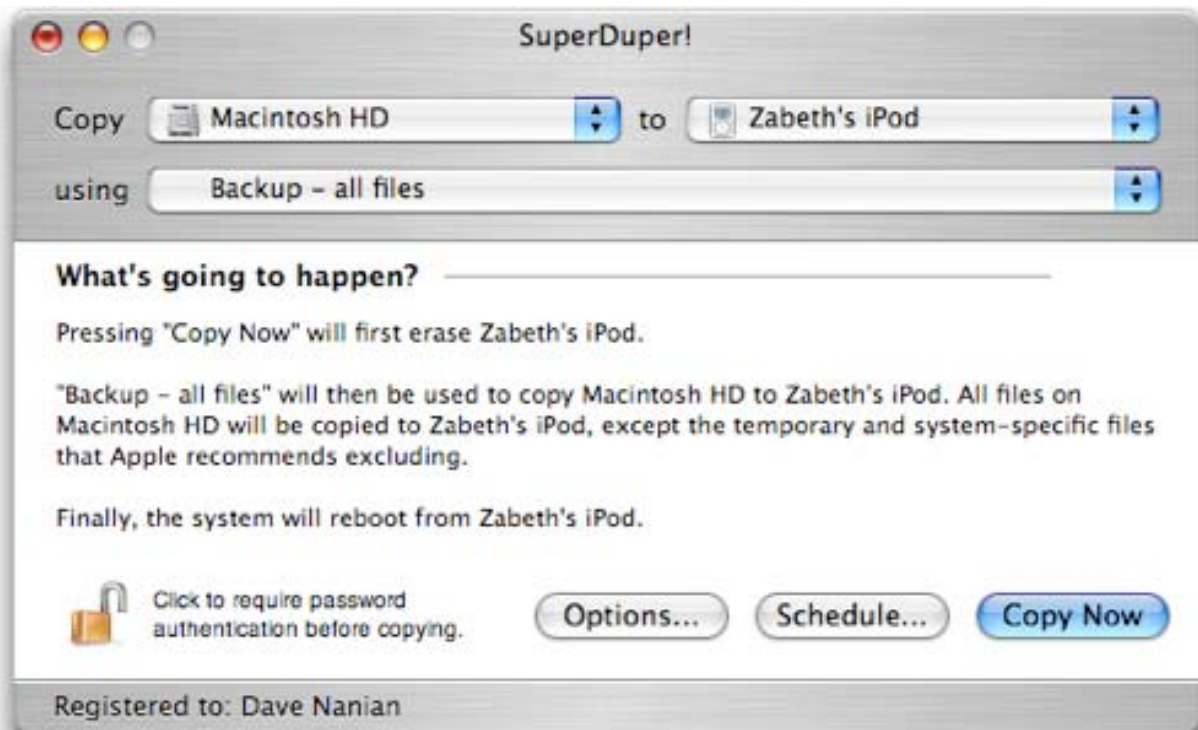 SuperDuper!
Copy Macintosh HD to Zabeth's iPod
using Backup – all files
What's going to happen?
Pressing "Copy Now" will first erase Zabeth's iPod.
"Backup – all files" will then be used to copy Macintosh HD to Zabeth's iPod. All files on
Macintosh HD will be copied to Zabeth's iPod, except the temporary and system-specific files
that Apple recommends excluding.
Finally, the system will reboot from Zabeth's iPod.
Click to require password
authentication before copying.
Options... Schedule... Copy Now
Registered to: Dave Nanian